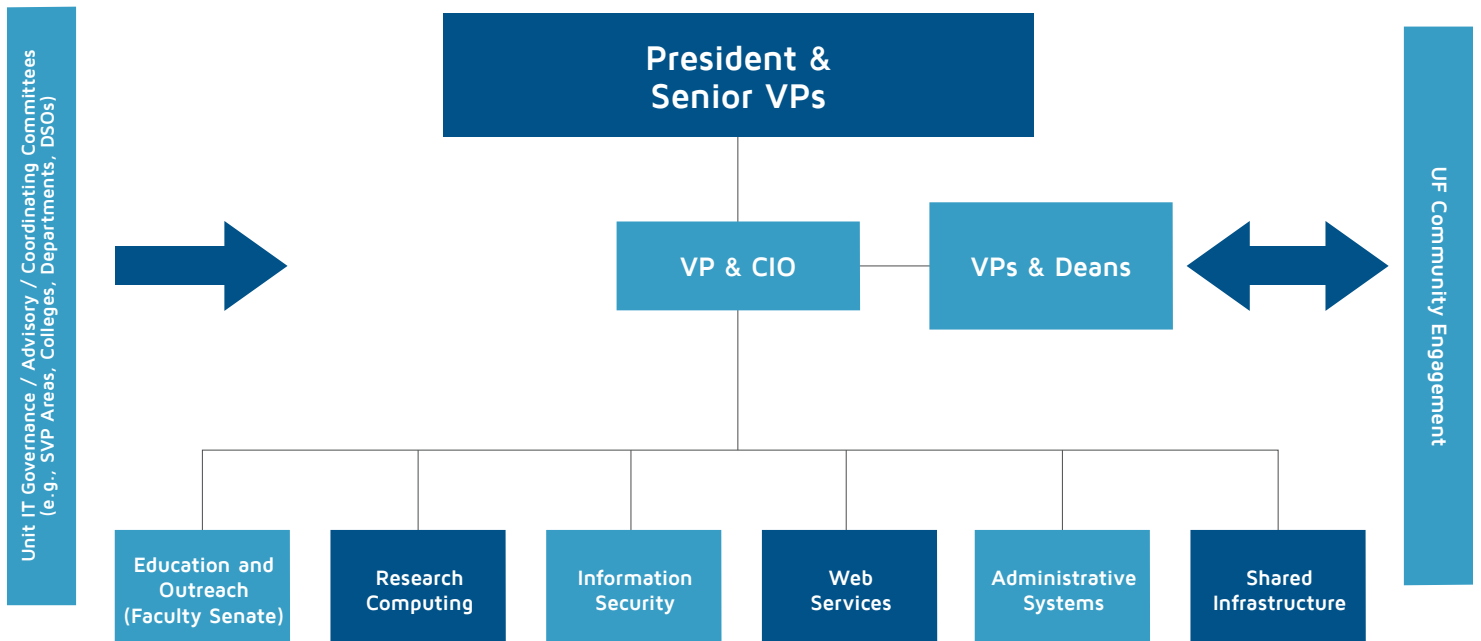 Unit IT Governance / Advisory / Coordinating Committees
(e.g., SVP Areas, Colleges, Departments, DSOs)
President &
Senior VPs
VP & CIO
VPs & Deans
UF Community Engagement
Education and
Outreach
(Faculty Senate)
Research
Computing
Information
Security
Web
Services
Administrative
Systems
Shared
Infrastructure